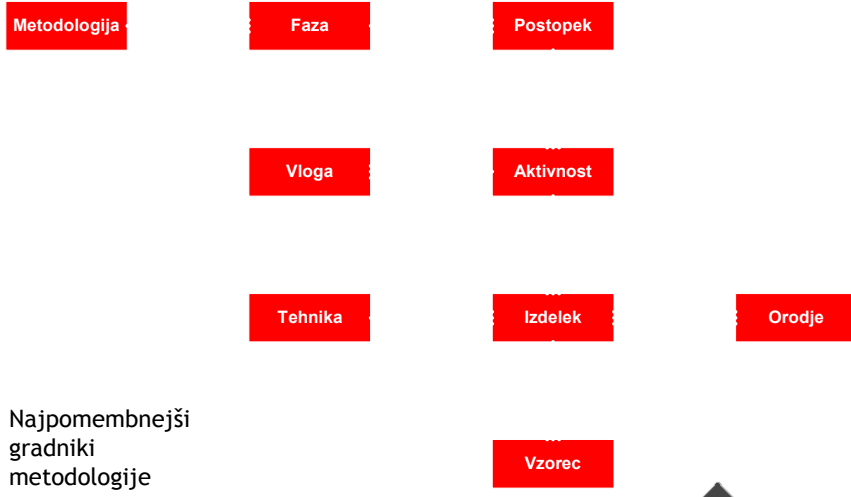 Metodologija
Faza
Postopek
Vloga
Aktivnost
Tehnika
Izdelek
Orodje
Najpomembnejši
gradniki
metodologije
Vzorec